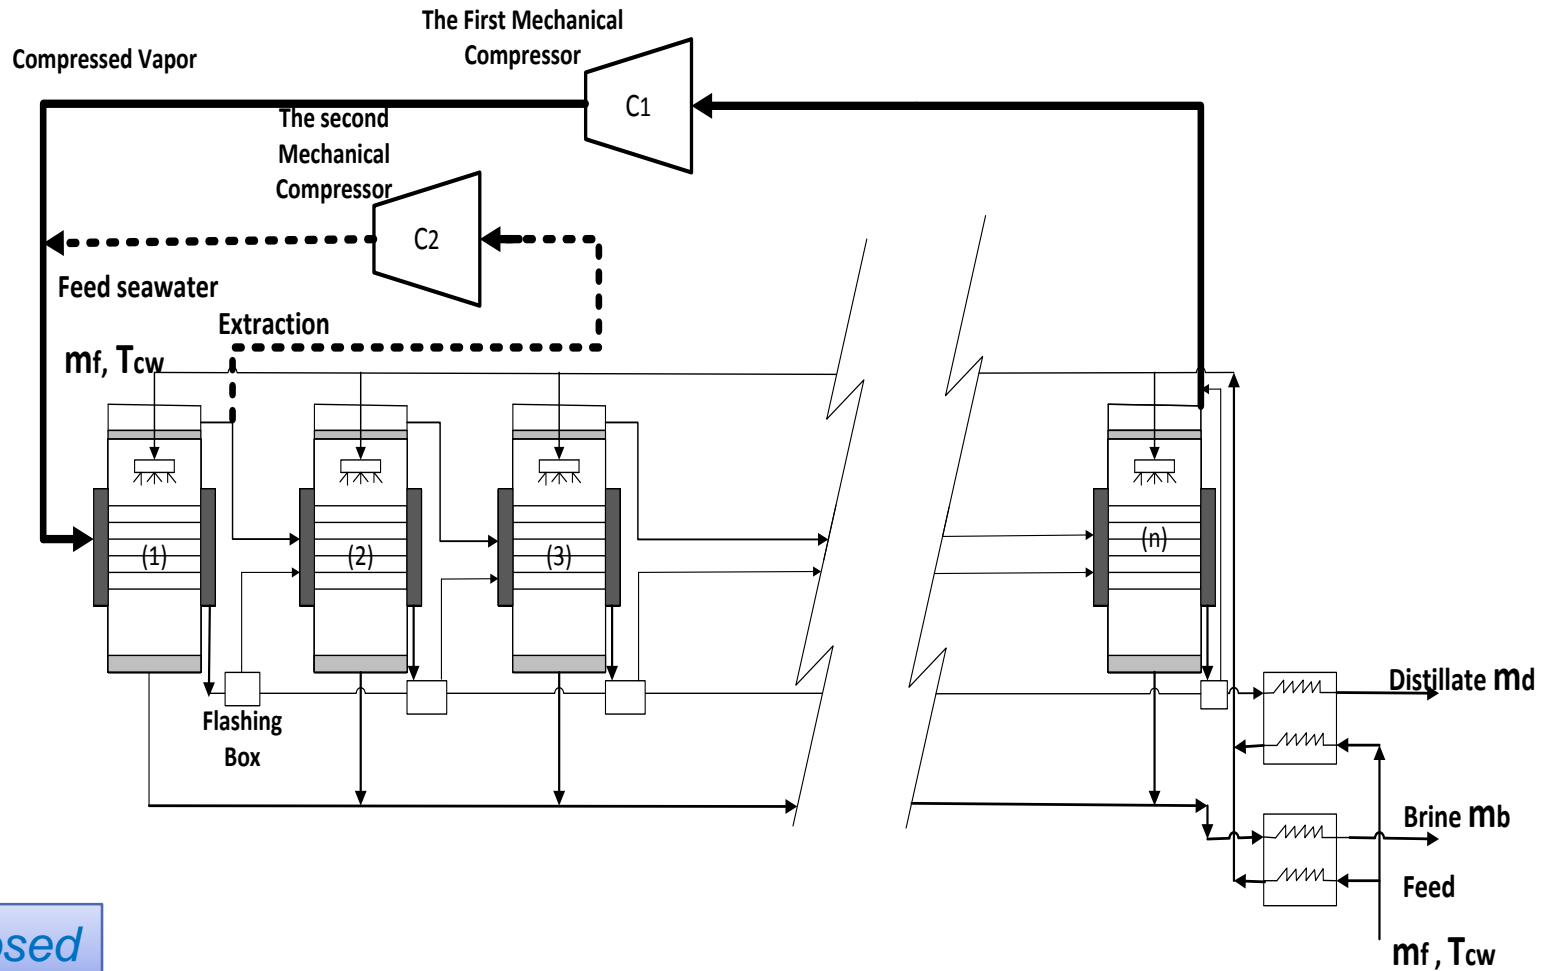 The First Mechanical
Compressor
Compressed Vapor
C1
The second
Mechanical
Compressor
C2
Feed seawater
Extraction
mf, Tcw
(1)
(2)
(3)
(n)
Flashing
Box
Distillate md
Brine mb
Feed
mf , Tcw